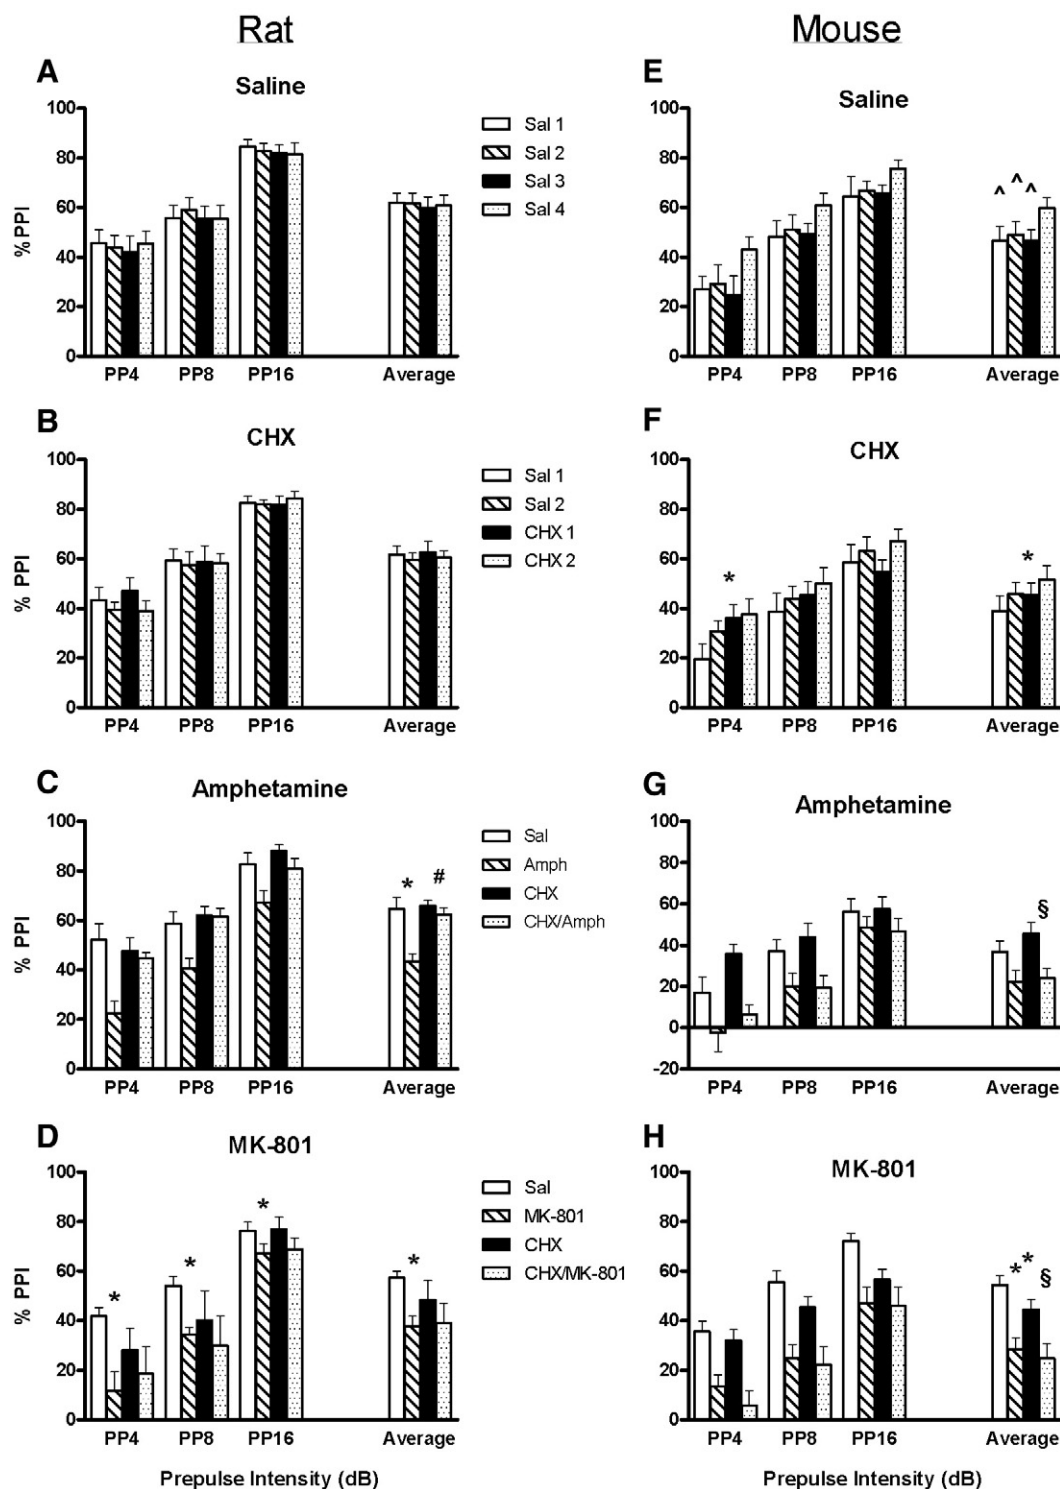 Rat
A
Saline
% PPI
100
80
60
40
20
0
PP4 PP8 PP16 Average
Sal 1
Sal 2
Sal 3
Sal 4
B
CHX
% PPI
100
80
60
40
20
0
PP4 PP8 PP16 Average
Sal 1
Sal 2
CHX 1
CHX 2
C
Amphetamine
% PPI
100
80
60
40
20
0
* #
PP4 PP8 PP16 Average
Sal
Amph
CHX
CHX/Amph
D
MK-801
% PPI
100
80
60
40
20
0
* * * *
PP4 PP8 PP16 Average
Prepulse Intensity (dB)
Sal
MK-801
CHX
CHX/MK-801
Mouse
E
Saline
100
80
60
40
20
0
^ ^ ^
PP4 PP8 PP16 Average
F
CHX
100
80
60
40
20
0
* *
PP4 PP8 PP16 Average
G
Amphetamine
100
80
60
40
20
0
-20
§
PP4 PP8 PP16 Average
H
MK-801
100
80
60
40
20
0
* * §
PP4 PP8 PP16 Average
Prepulse Intensity (dB)